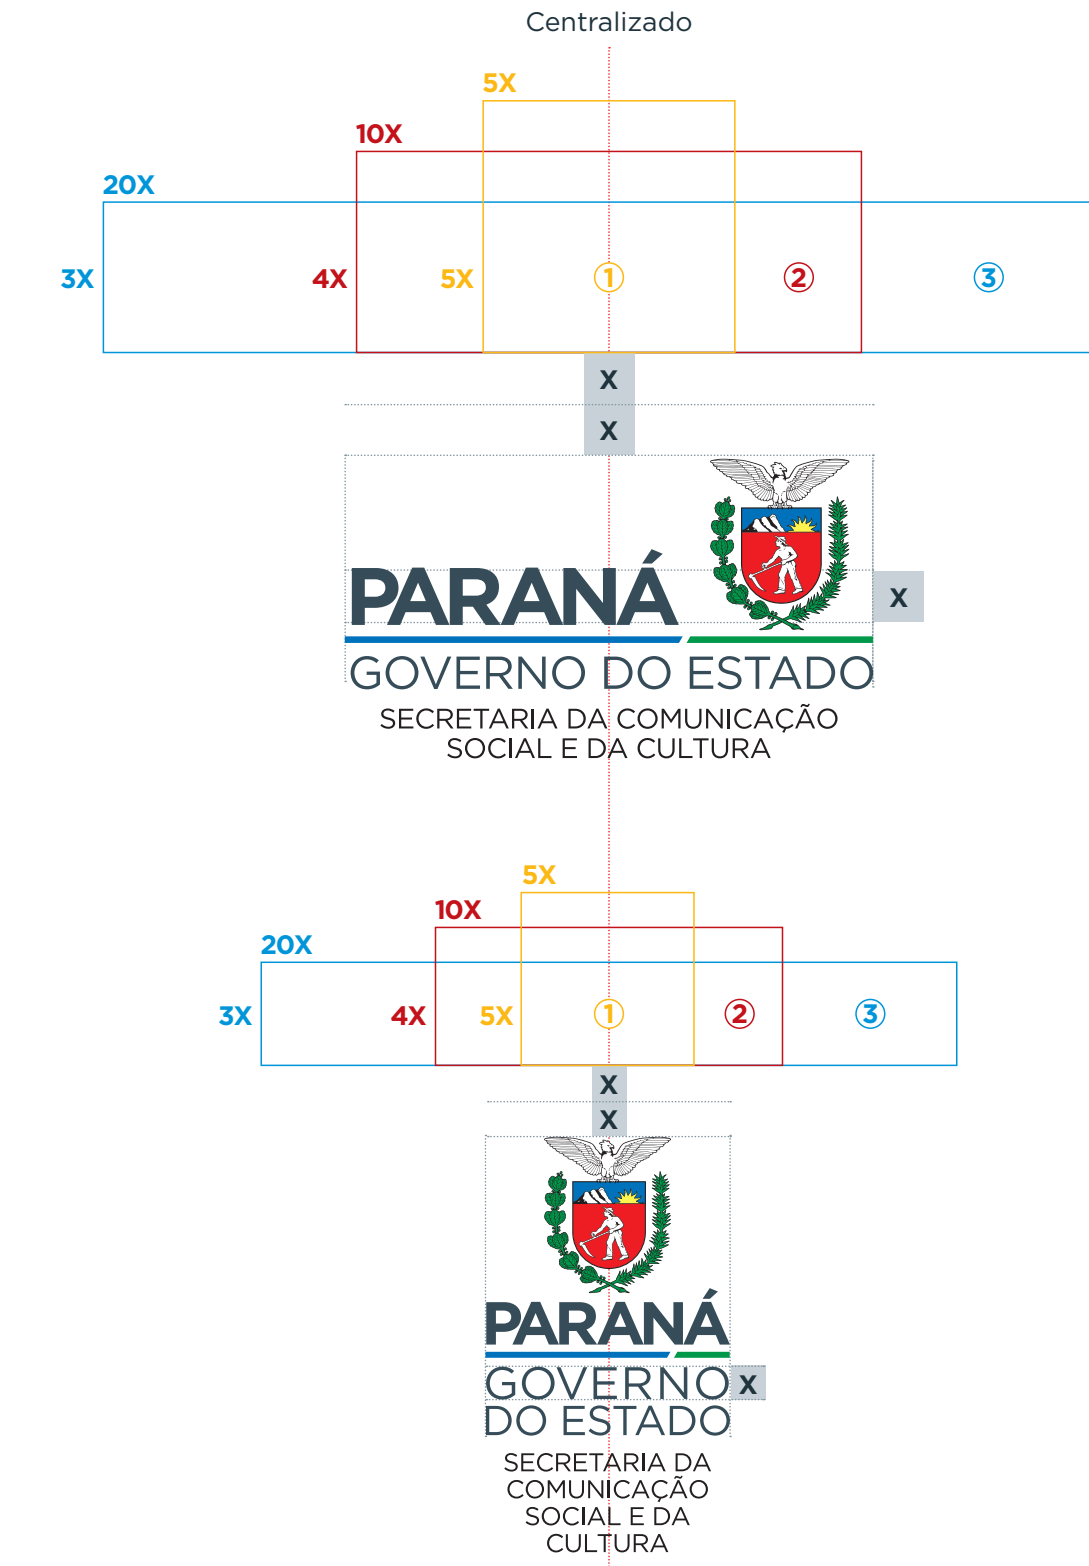 Centralizado
5X
10X
20X
3X
4X
5X
1
2
3
X
X
PARANÁ
X
GOVERNO DO ESTADO
SECRETARIA DA COMUNICAÇÃO
SOCIAL E DA CULTURA
5X
10X
20X
3X
4X
5X
1
2
3
X
X
PARANÁ
GOVERNO
X
DO ESTADO
SECRETARIA DA
COMUNICAÇÃO
SOCIAL E DA
CULTURA